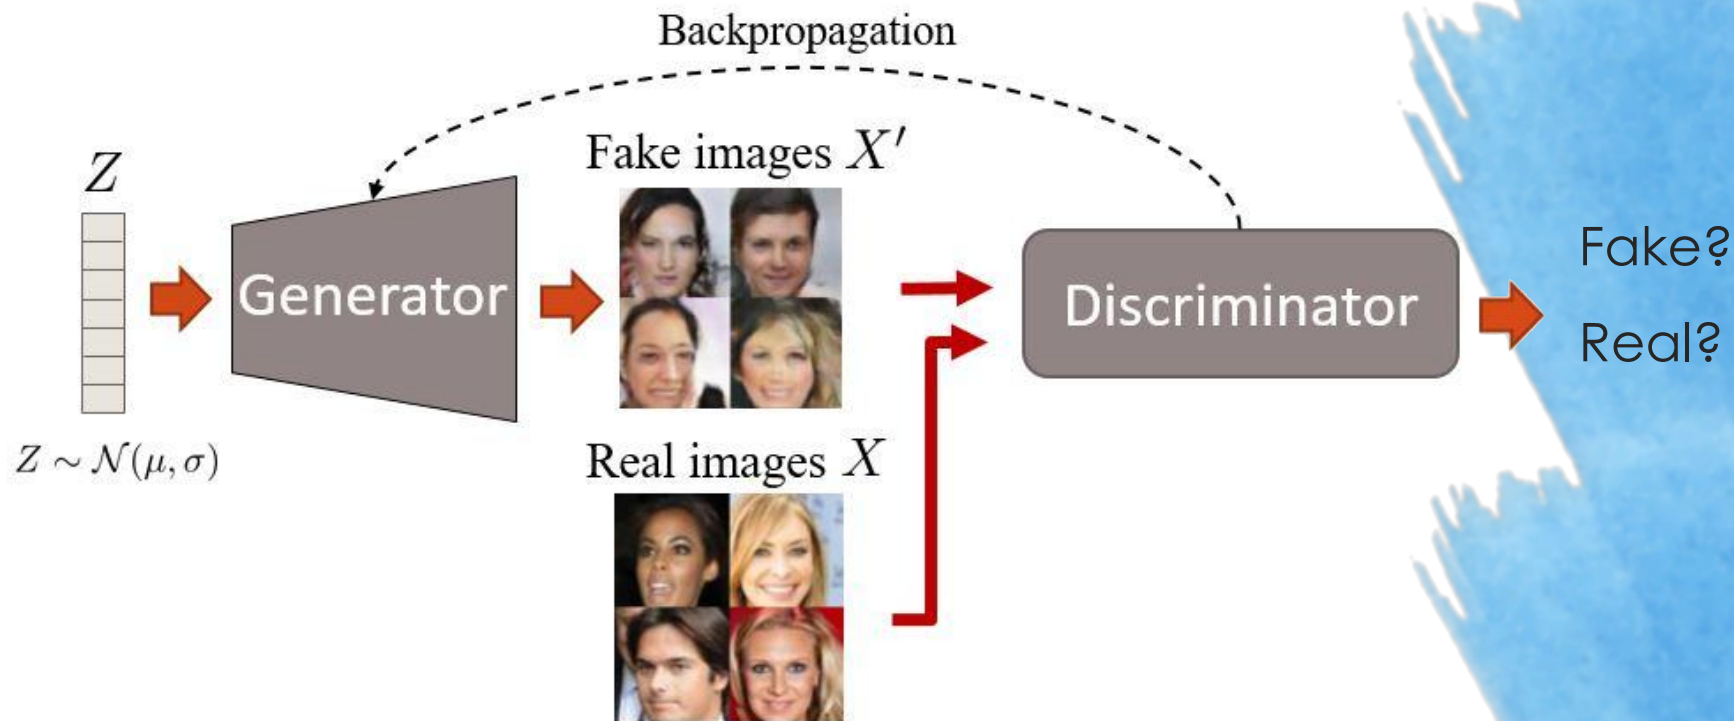 Backpropagation
Z
Fake images X′
Generator
Discriminator
Fake?
Real?
Z ∼ 𝒩(μ, σ)
Real images X